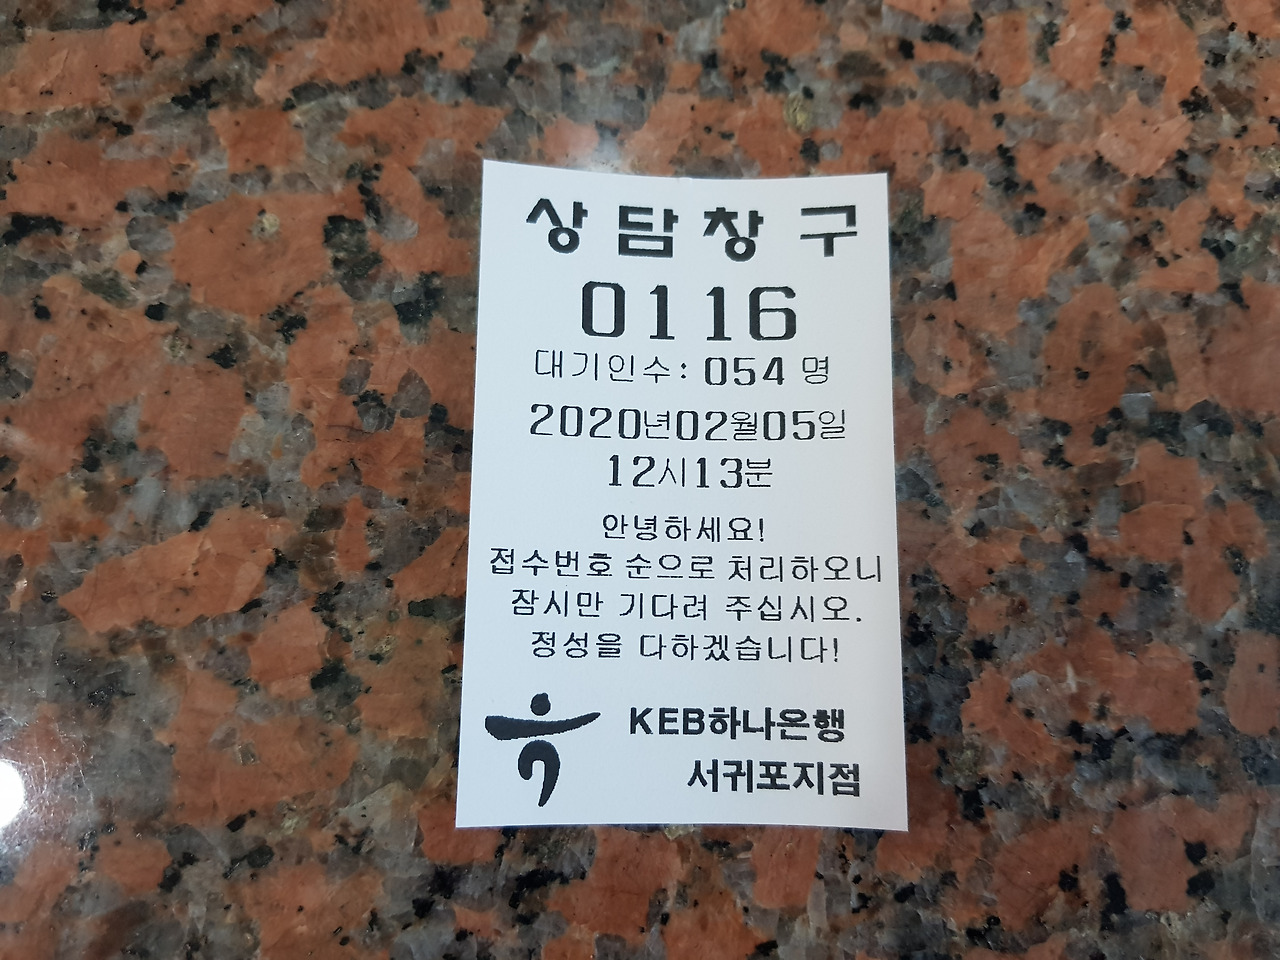 상담창구
0116
대기인수: 054 명
2020년02월05일
12시13분
안녕하세요!
접수번호 순으로 처리하오니
잠시만 기다려 주십시오.
정성을 다하겠습니다!
KEB하나은행
서귀포지점